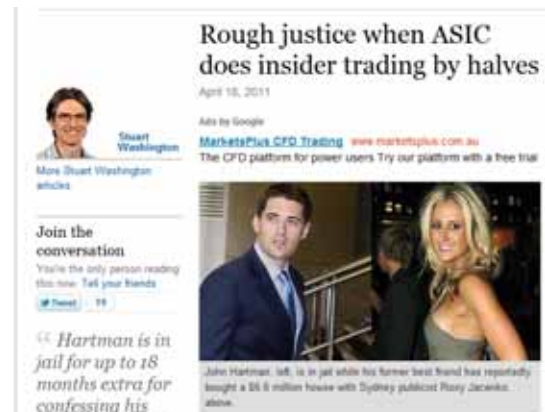 Rough justice when ASIC
does insider trading by halves
April 18, 2011
Ads by Google
MarketsPlus CFD Trading www.marketsplus.com.au
The CFD platform for power users Try our platform with a free trial
Stuart
Washington
More Stuart Washington
articles
Join the
conversation
You're the only person reading
this now. Tell your friends
Tweet 19
“ Hartman is in
jail for up to 18
months extra for
confessing his
John Hartman, left, is in jail while his former best friend has reportedly
bought a $6.6 million house with Sydney publicist Roxy Jacenko,
above.